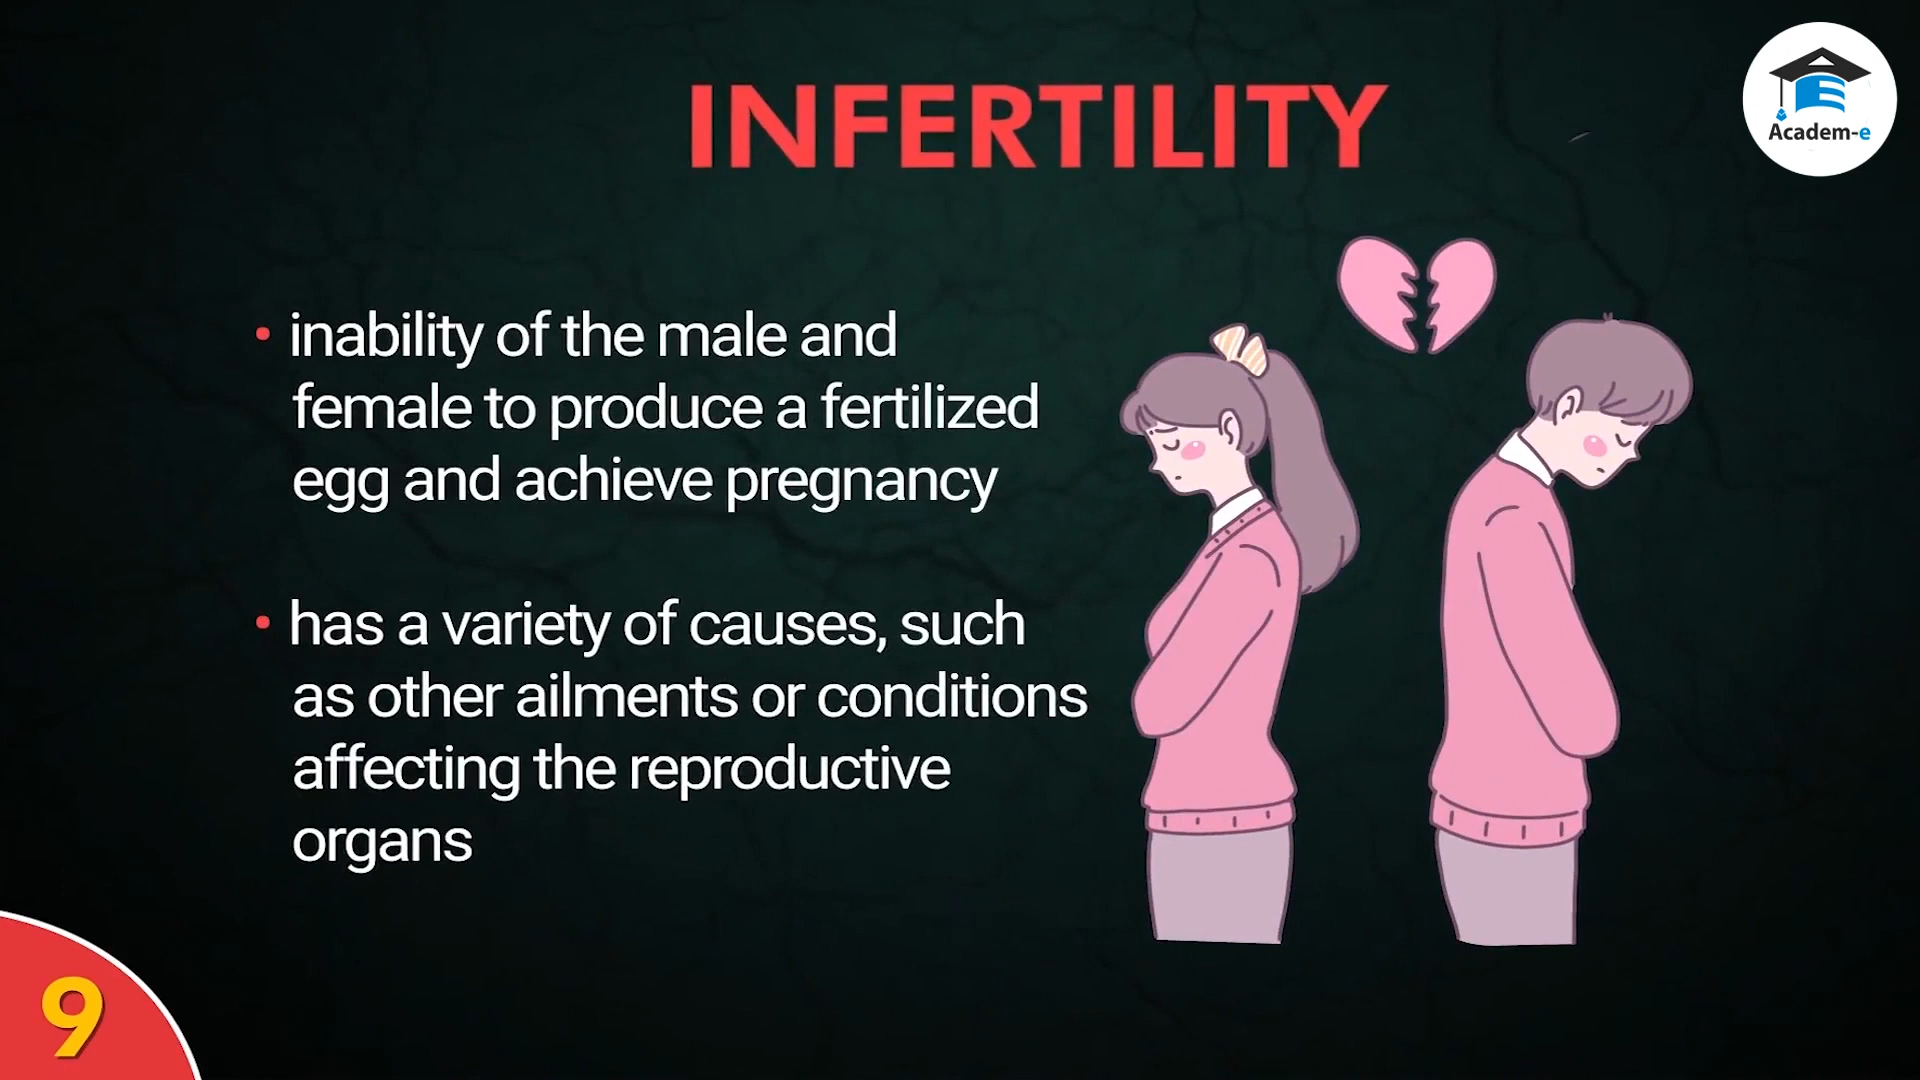 INFERTILITY
Academ-e
• inability of the male and
female to produce a fertilized
egg and achieve pregnancy
• has a variety of causes, such
as other ailments or conditions
affecting the reproductive
organs
9